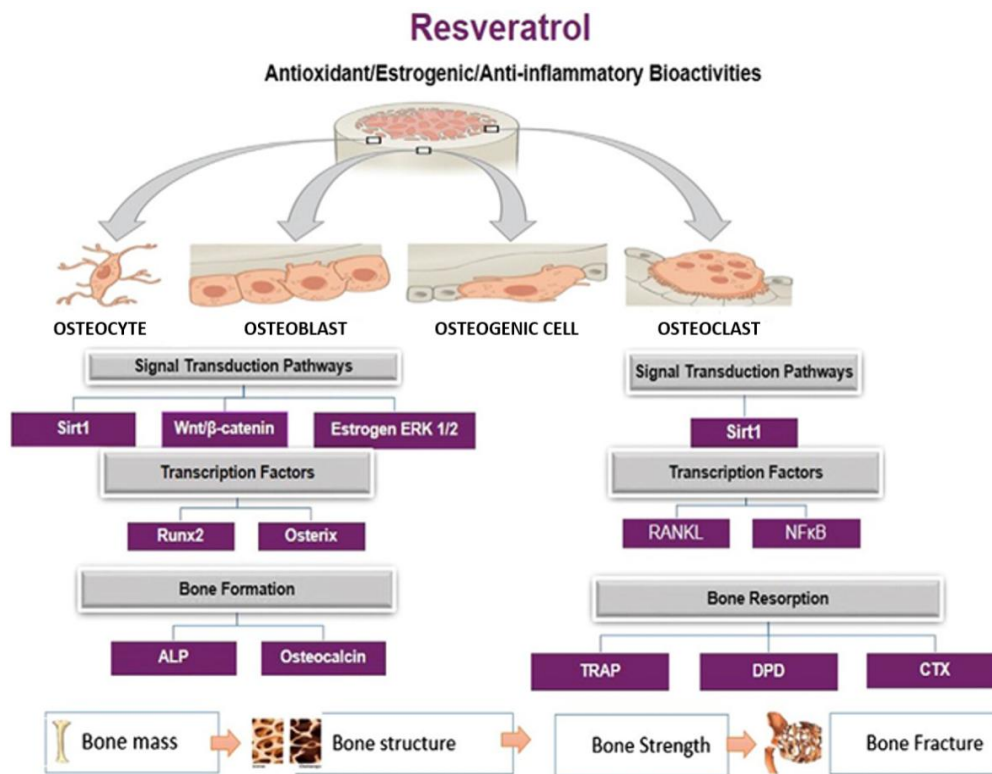 Resveratrol
Antioxidant/Estrogenic/Anti-inflammatory Bioactivities
OSTEOCYTE
OSTEOBLAST
OSTEOGENIC CELL
OSTEOCLAST
Signal Transduction Pathways
Sirt1
Wnt/β-catenin
Estrogen ERK 1/2
Transcription Factors
Runx2
Osterix
Bone Formation
ALP
Osteocalcin
Signal Transduction Pathways
Sirt1
Transcription Factors
RANKL
NFκB
Bone Resorption
TRAP
DPD
CTX
Bone mass
Bone structure
Bone Strength
Bone Fracture